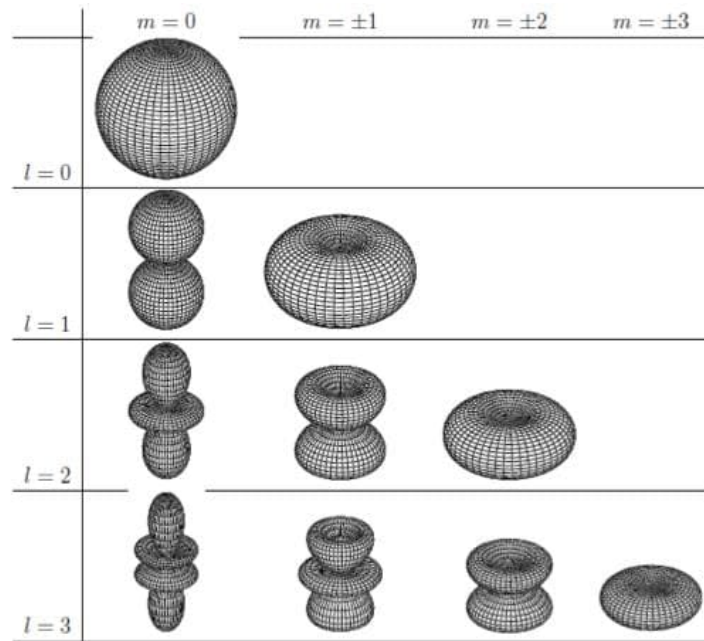 m = 0 m = ±1 m = ±2 m = ±3
l = 0
l = 1
l = 2
l = 3